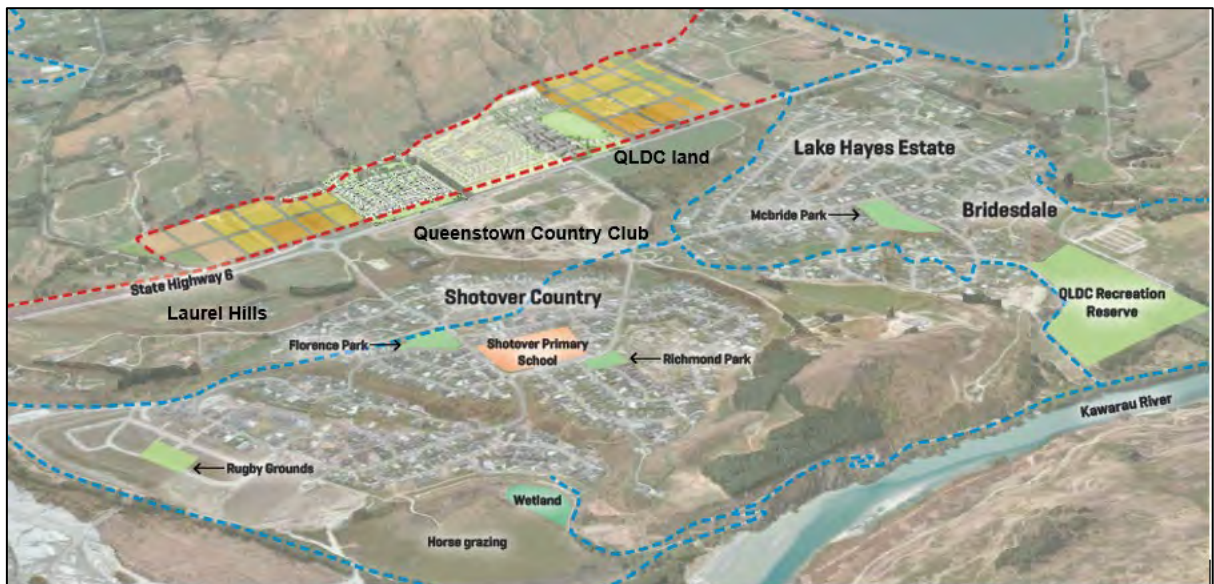 Lake Hayes Estate
QLDC land
Mcbride Park
Bridesdale
Queenstown Country Club
State Highway 6
QLDC Recreation
Reserve
Shotover Country
Laurel Hills
Florence Park
Shotover Primary
School
Richmond Park
Kawarau River
Rugby Grounds
Wetland
Horse grazing